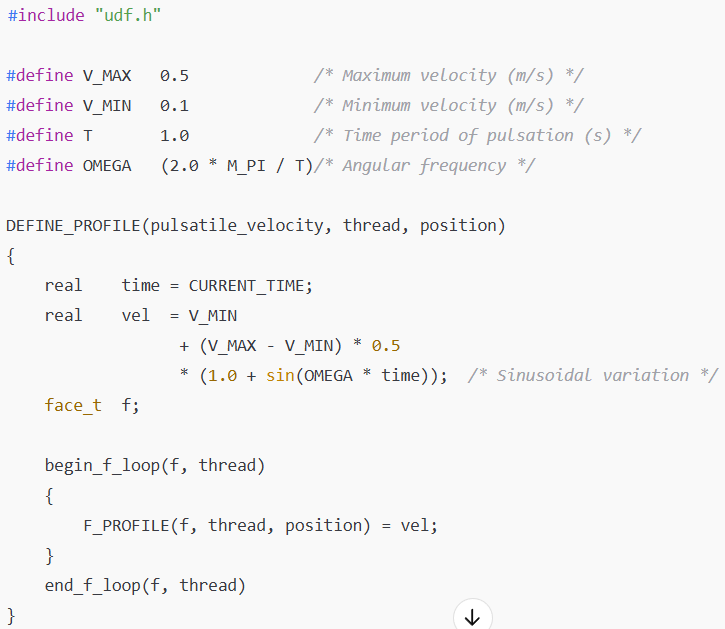 #include "udf.h"
#define V_MAX   0.5             /* Maximum velocity (m/s) */
#define V_MIN   0.1             /* Minimum velocity (m/s) */
#define T       1.0             /* Time period of pulsation (s) */
#define OMEGA   (2.0 * M_PI / T)/* Angular frequency */
DEFINE_PROFILE(pulsatile_velocity, thread, position)
{
    real    time = CURRENT_TIME;
    real    vel  = V_MIN
                  + (V_MAX - V_MIN) * 0.5
                  * (1.0 + sin(OMEGA * time));  /* Sinusoidal variation */
    face_t  f;
    begin_f_loop(f, thread)
    {
        F_PROFILE(f, thread, position) = vel;
    }
    end_f_loop(f, thread)
}